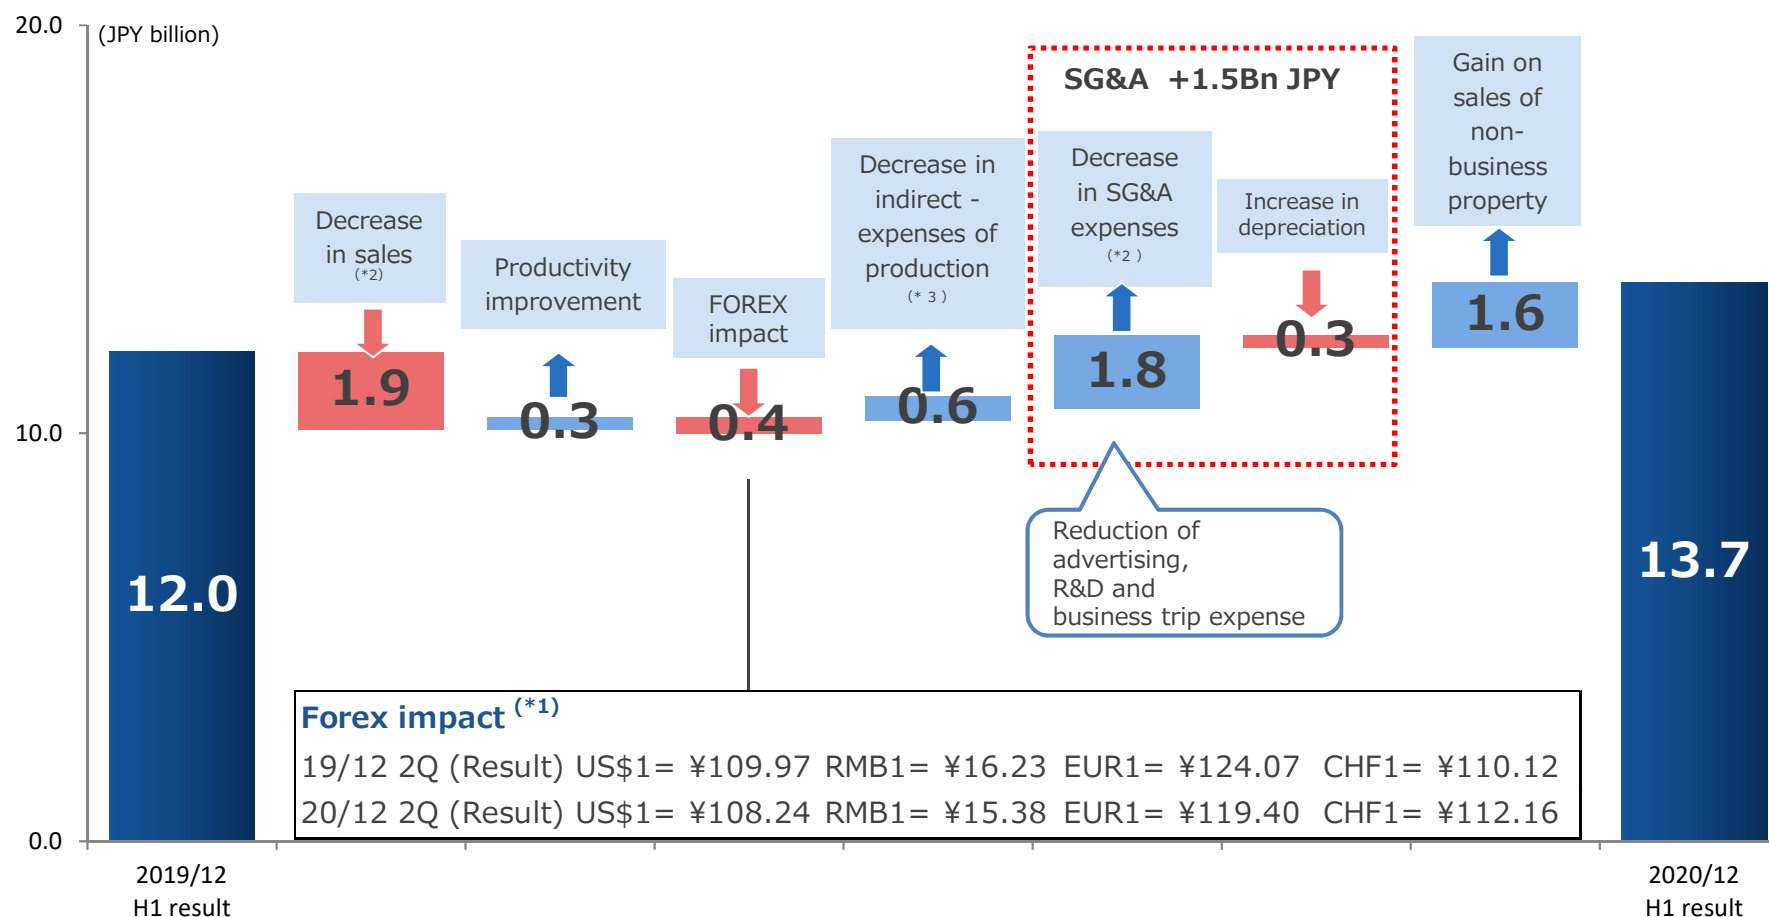 20.0
(JPY billion)
10.0
0.0
12.0
2019/12
H1 result
Decrease
in sales
(*2)
1.9
Productivity
improvement
0.3
FOREX
impact
0.4
Decrease in
indirect -
expenses of
production
(* 3 )
0.6
SG&A +1.5Bn JPY
Decrease
in SG&A
expenses
(*2 )
1.8
Increase in
depreciation
0.3
Reduction of
advertising,
R&D and
business trip expense
Gain on
sales of
non-
business
property
1.6
13.7
2020/12
H1 result
Forex impact (*1)
19/12 2Q (Result) US$1= ¥109.97 RMB1= ¥16.23 EUR1= ¥124.07 CHF1= ¥110.12
20/12 2Q (Result) US$1= ¥108.24 RMB1= ¥15.38 EUR1= ¥119.40 CHF1= ¥112.16